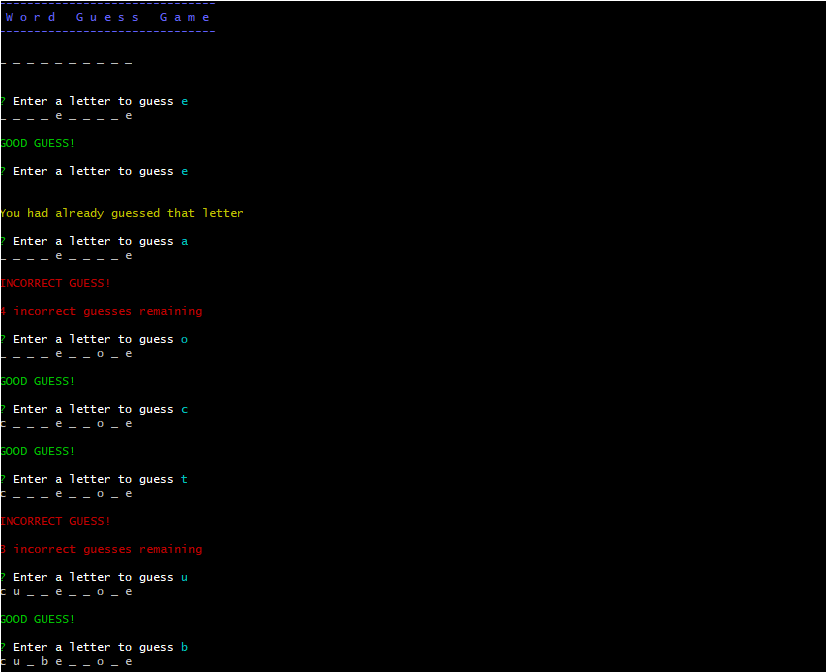 -------------------------------
W o r d   G u e s s   G a m e
-------------------------------
_ _ _ _ _ _ _ _ _ _
? Enter a letter to guess e
_ _ _ _ e _ _ _ _ e
GOOD GUESS!
? Enter a letter to guess e
You had already guessed that letter
? Enter a letter to guess a
_ _ _ _ e _ _ _ _ e
INCORRECT GUESS!
4 incorrect guesses remaining
? Enter a letter to guess o
_ _ _ _ e _ _ o _ e
GOOD GUESS!
? Enter a letter to guess c
c _ _ _ e _ _ o _ e
GOOD GUESS!
? Enter a letter to guess t
c _ _ _ e _ _ o _ e
INCORRECT GUESS!
3 incorrect guesses remaining
? Enter a letter to guess u
c u _ _ e _ _ o _ e
GOOD GUESS!
? Enter a letter to guess b
c u _ b e _ _ o _ e